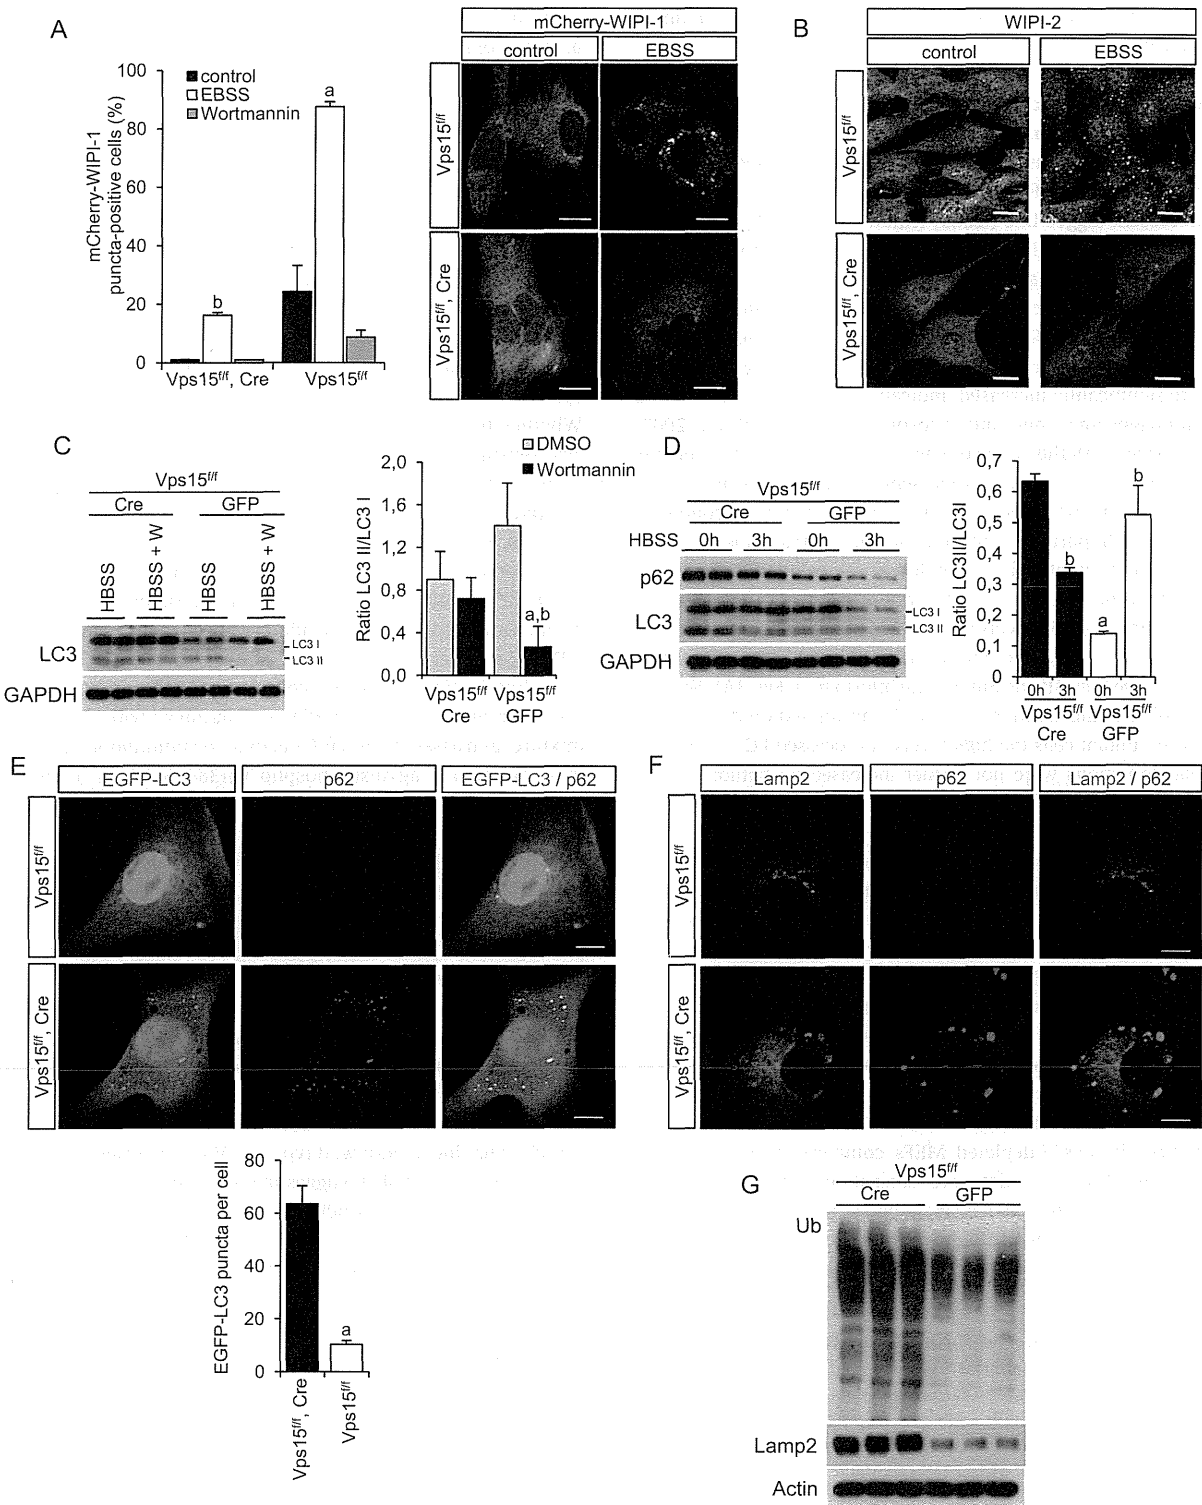 A
mCherry-WIPI-1
control
EBSS
Vps15f/f
Vps15f/f, Cre
mCherry-WIPI-1
puncta-positive cells (%)
100
80
60
40
20
0
control
EBSS
Wortmannin
a
b
Vps15f/f, Cre
Vps15f/f
B
WIPI-2
control
EBSS
Vps15f/f
Vps15f/f, Cre
C
Vps15f/f
Cre
GFP
HBSS
HBSS + W
HBSS
HBSS + W
LC3
LC3 I
LC3 II
GAPDH
DMSO
Wortmannin
Ratio LC3 II/LC3 I
2,0
1,6
1,2
0,8
0,4
0,0
a,b
Vps15f/f
Cre
Vps15f/f
GFP
D
Vps15f/f
Cre
GFP
HBSS
0h
3h
0h
3h
p62
LC3
LC3 I
LC3 II
GAPDH
Ratio LC3II/LC3I
0,7
0,6
0,5
0,4
0,3
0,2
0,1
0
b
a
b
0h
3h
0h
3h
Vps15f/f
Cre
Vps15f/f
GFP
E
EGFP-LC3
p62
EGFP-LC3 / p62
Vps15f/f
Vps15f/f, Cre
EGFP-LC3 puncta per cell
80
60
40
20
0
a
Vps15f/f, Cre
Vps15f/f
F
Lamp2
p62
Lamp2 / p62
Vps15f/f
Vps15f/f, Cre
G
Vps15f/f
Cre
GFP
Ub
Lamp2
Actin